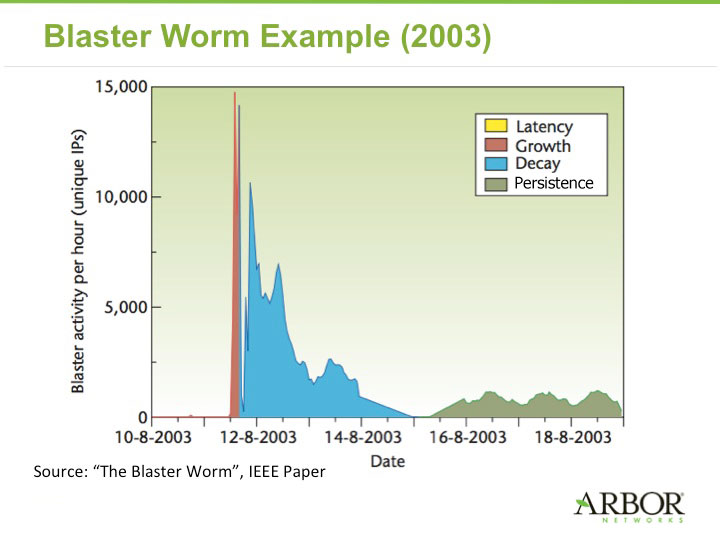 Blaster Worm Example (2003)
15,000
10,000
5,000
0
Blaster activity per hour (unique IPs)
Latency
Growth
Decay
Persistence
10-8-2003 12-8-2003 14-8-2003 16-8-2003 18-8-2003
Date
Source: “The Blaster Worm”, IEEE Paper
ARBOR
NETWORKS